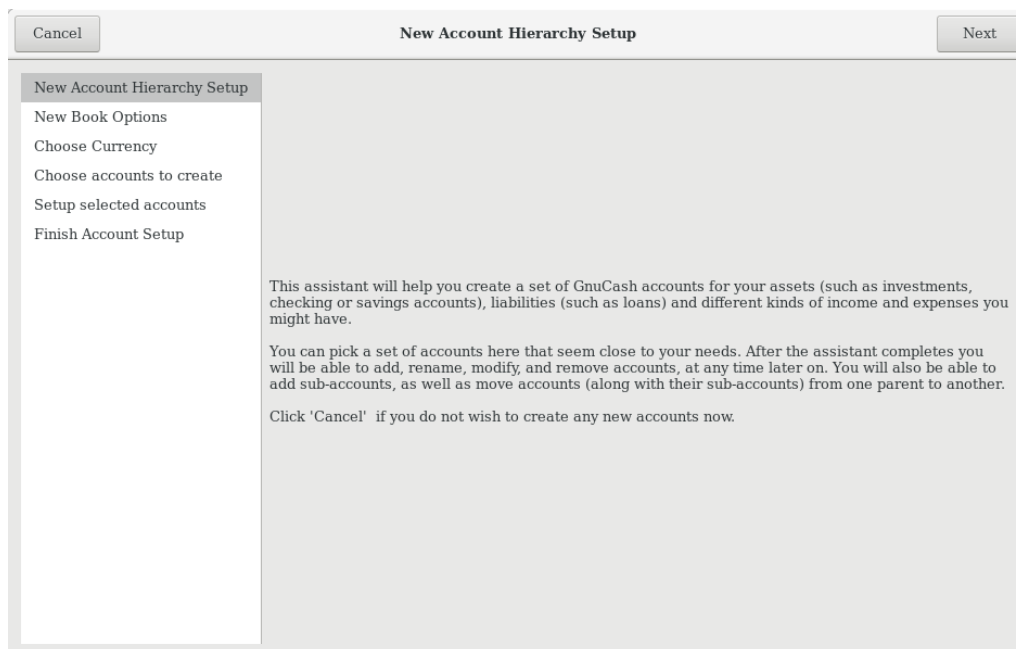 Cancel
New Account Hierarchy Setup
Next
New Account Hierarchy Setup
New Book Options
Choose Currency
Choose accounts to create
Setup selected accounts
Finish Account Setup
This assistant will help you create a set of GnuCash accounts for your assets (such as investments,
checking or savings accounts), liabilities (such as loans) and different kinds of income and expenses you
might have.
You can pick a set of accounts here that seem close to your needs. After the assistant completes you
will be able to add, rename, modify, and remove accounts, at any time later on. You will also be able to
add sub-accounts, as well as move accounts (along with their sub-accounts) from one parent to another.
Click 'Cancel'  if you do not wish to create any new accounts now.